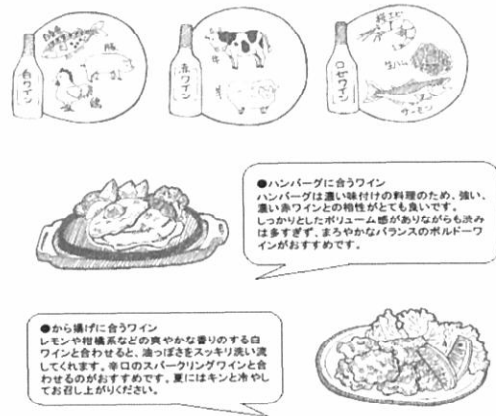 白ワイン
豚
鶏
赤ワイン
牛
ロゼワイン
生ハム
サーモン
●ハンバーグに合うワイン
ハンバーグは濃い味付けの料理のため、強い、
濃い赤ワインとの相性がとても良いです。
しっかりとしたボリューム感がありながらも渋み
は多すぎず、まろやかなバランスのボルドーワ
インがおすすめです。
●から揚げに合うワイン
レモンや柑橘系などの爽やかな香りのする白
ワインと合わせると、油っぽさをスッキリ洗い流
してくれます。辛口のスパークリングワインと合
わせるのがおすすめです。夏にはキンと冷やし
てお召し上がりください。